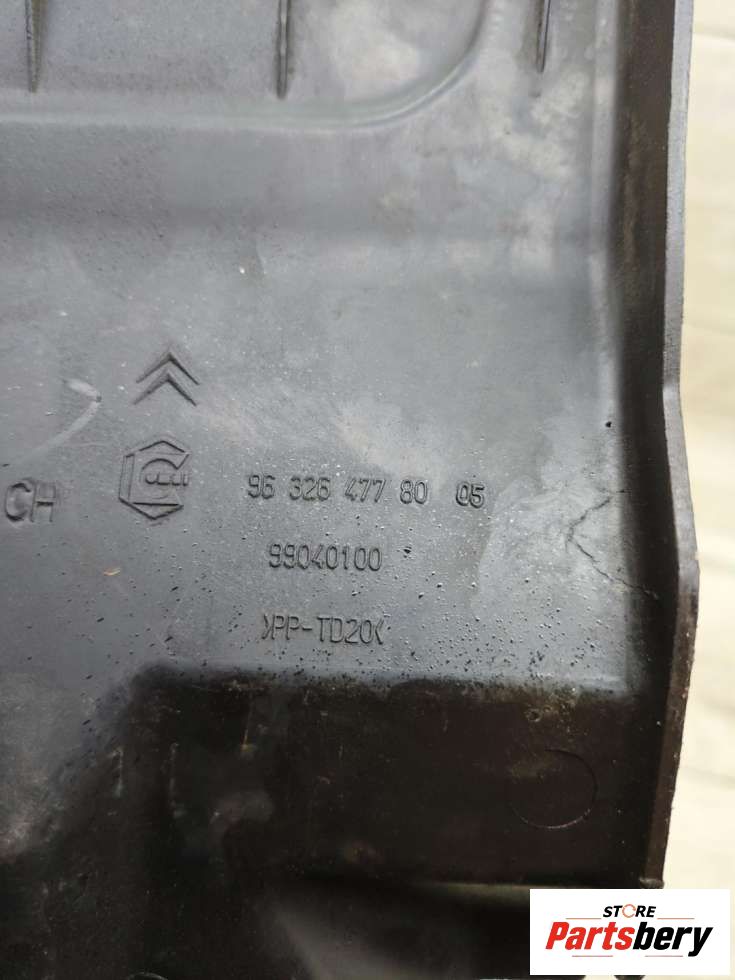 CH
96 326 477 80 05
99040100
>PP-TD20<
STORE
Partsbery